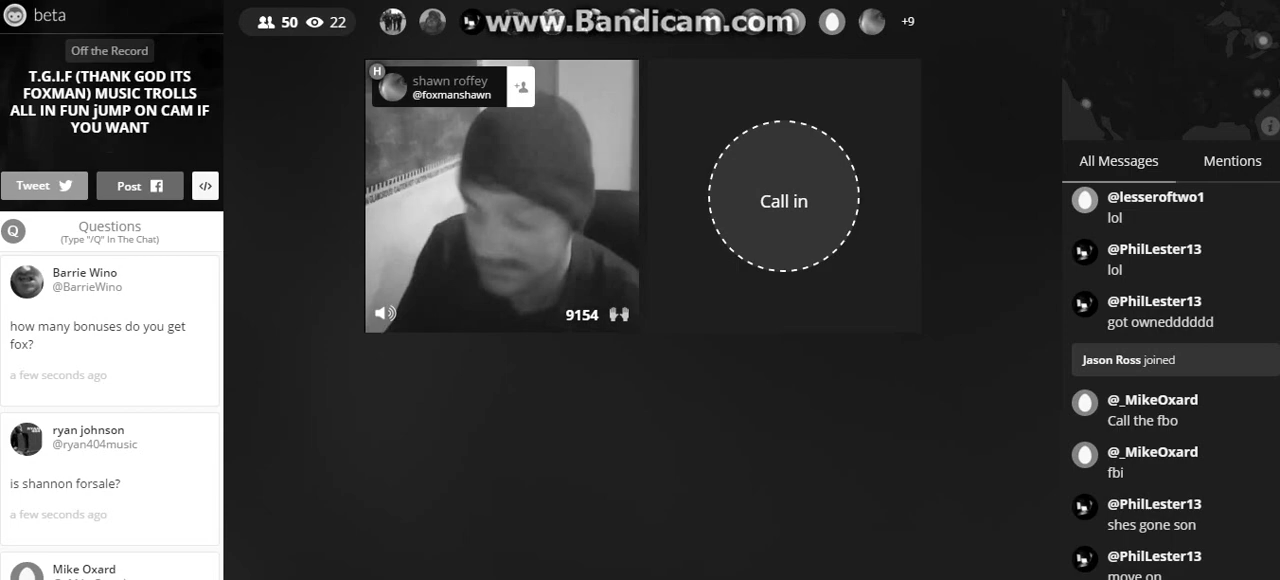 beta
50 22
www.Bandicam.com
+9
Off the Record
T.G.I.F (THANK GOD ITS
FOXMAN) MUSIC TROLLS
ALL IN FUN jUMP ON CAM IF
YOU WANT
Tweet
Post
</>
Q
Questions
(Type "/Q" In The Chat)
Barrie Wino
@BarrieWino
how many bonuses do you get
fox?
a few seconds ago
ryan johnson
@ryan404music
is shannon forsale?
a few seconds ago
Mike Oxard
H
shawn roffey
@foxmanshawn
9154
Call in
All Messages Mentions
@lesseroftwo1
lol
@PhilLester13
lol
@PhilLester13
got owneddddd
Jason Ross joined
@_MikeOxard
Call the fbo
@_MikeOxard
fbi
@PhilLester13
shes gone son
@PhilLester13
move on